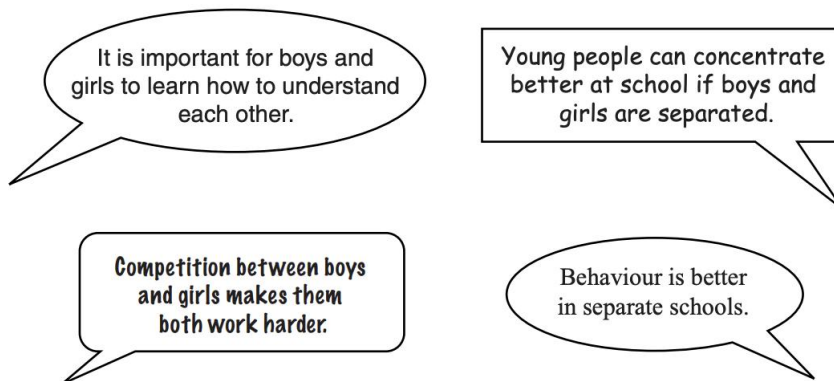 It is important for boys and
girls to learn how to understand
each other.
Young people can concentrate
better at school if boys and
girls are separated.
Competition between boys
and girls makes them
both work harder.
Behaviour is better
in separate schools.